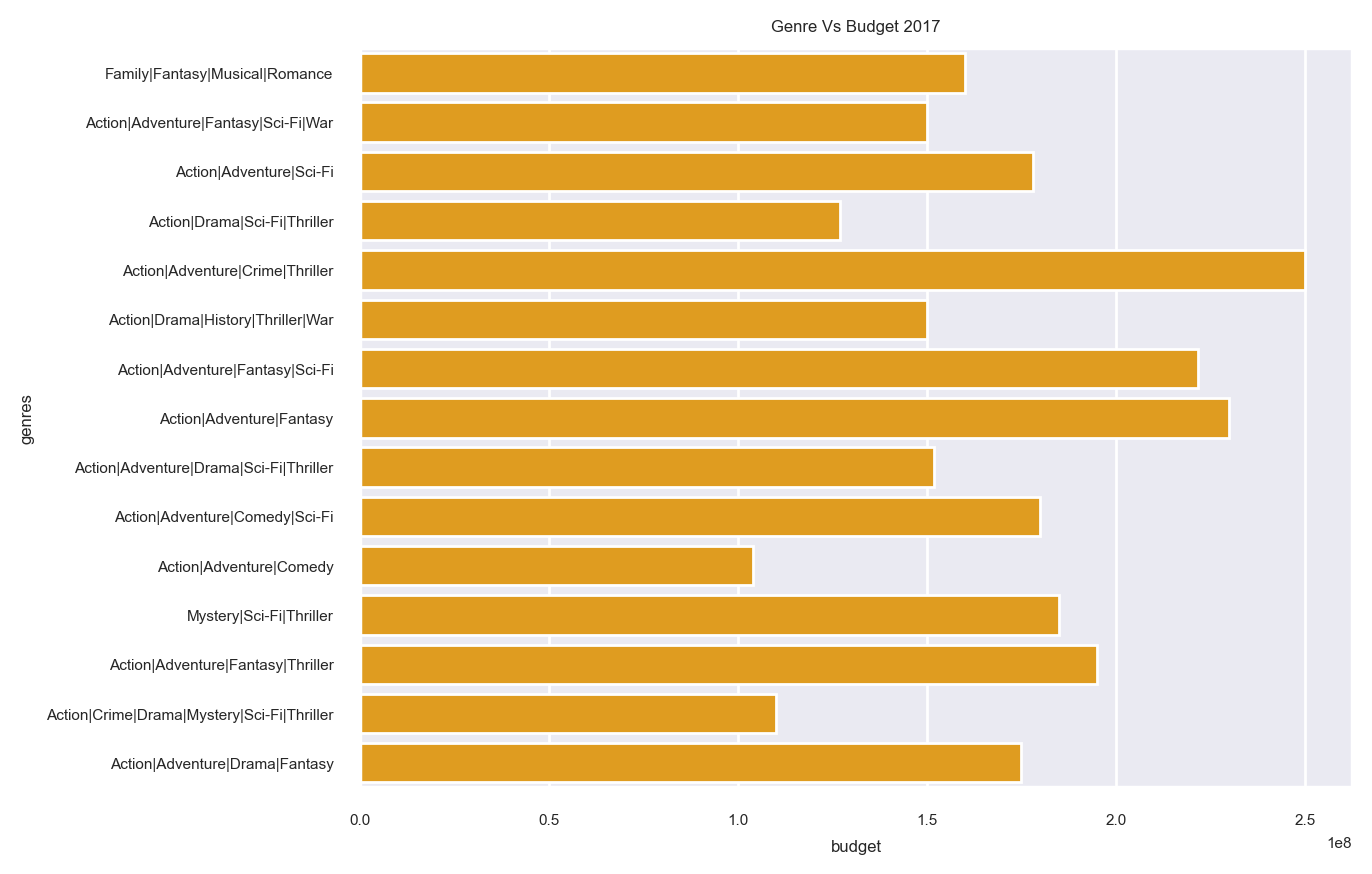 Genre Vs Budget 2017
Family|Fantasy|Musical|Romance
Action|Adventure|Fantasy|Sci-Fi|War
Action|Adventure|Sci-Fi
Action|Drama|Sci-Fi|Thriller
Action|Adventure|Crime|Thriller
Action|Drama|History|Thriller|War
Action|Adventure|Fantasy|Sci-Fi
Action|Adventure|Fantasy
Action|Adventure|Drama|Sci-Fi|Thriller
Action|Adventure|Comedy|Sci-Fi
Action|Adventure|Comedy
Mystery|Sci-Fi|Thriller
Action|Adventure|Fantasy|Thriller
Action|Crime|Drama|Mystery|Sci-Fi|Thriller
Action|Adventure|Drama|Fantasy
genres
0.0 0.5 1.0 1.5 2.0 2.5
1e8
budget